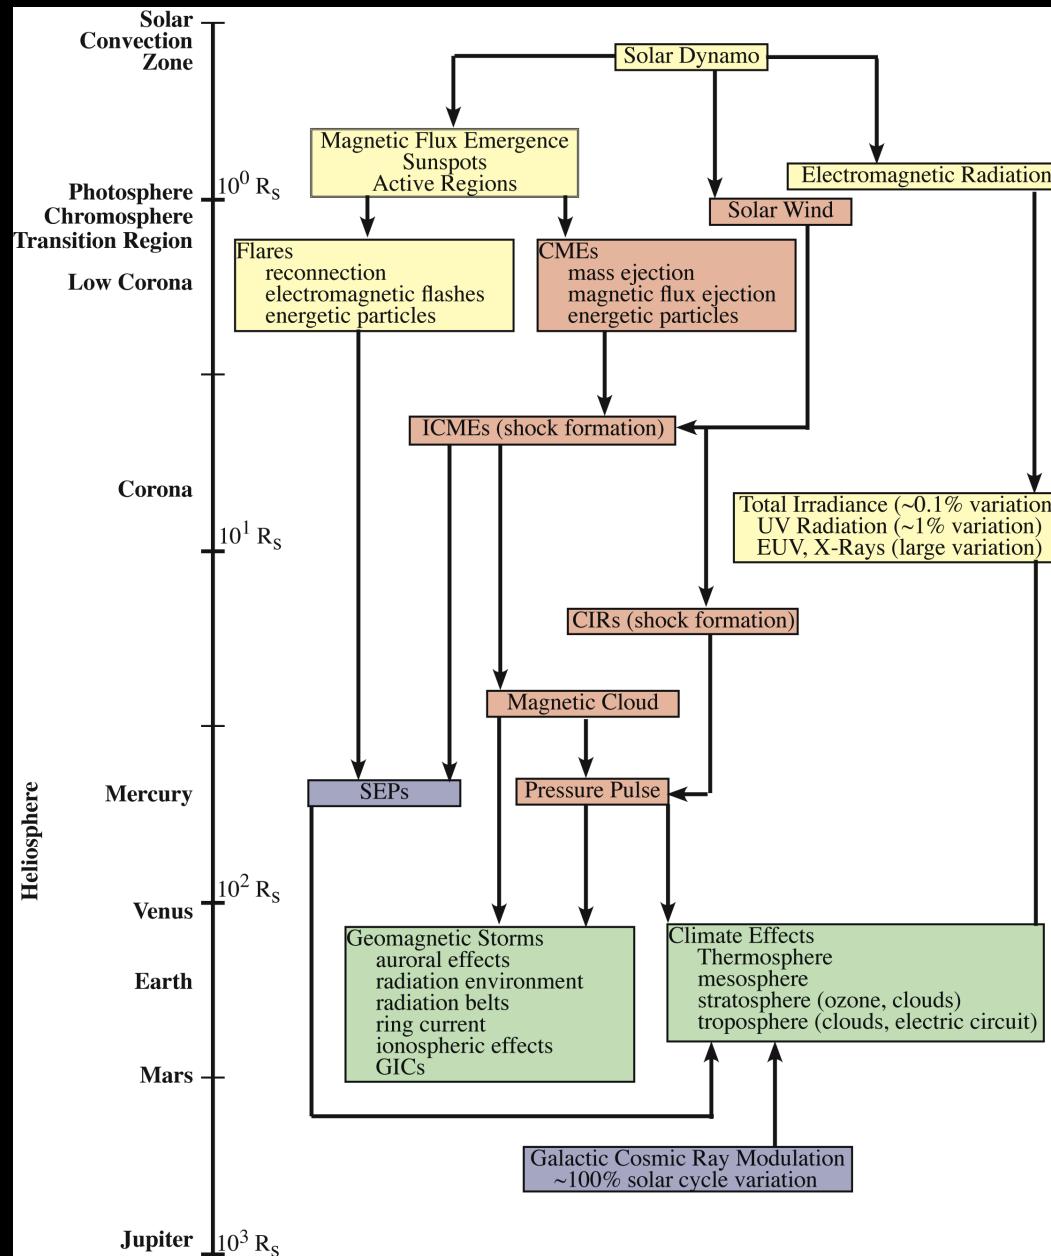 Solar
Convection
Zone
Solar Dynamo
Magnetic Flux Emergence
Sunspots
Active Regions
Electromagnetic Radiation
Photosphere
10⁰ Rₛ
Chromosphere
Solar Wind
Transition Region
Flares
reconnection
electromagnetic flashes
energetic particles
CMEs
mass ejection
magnetic flux ejection
energetic particles
Low Corona
ICMEs (shock formation)
Corona
Total Irradiance (~0.1% variation
UV Radiation (~1% variation)
EUV, X-Rays (large variation)
10¹ Rₛ
CIRs (shock formation)
Magnetic Cloud
Heliosphere
Mercury
SEPs
Pressure Pulse
10² Rₛ
Venus
Geomagnetic Storms
auroral effects
radiation environment
radiation belts
ring current
ionospheric effects
GICs
Climate Effects
Thermosphere
mesosphere
stratosphere (ozone, clouds)
troposphere (clouds, electric circuit)
Earth
Mars
Galactic Cosmic Ray Modulation
~100% solar cycle variation
Jupiter
10³ Rₛ